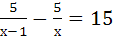 5/(x−1) − 5/x = 15